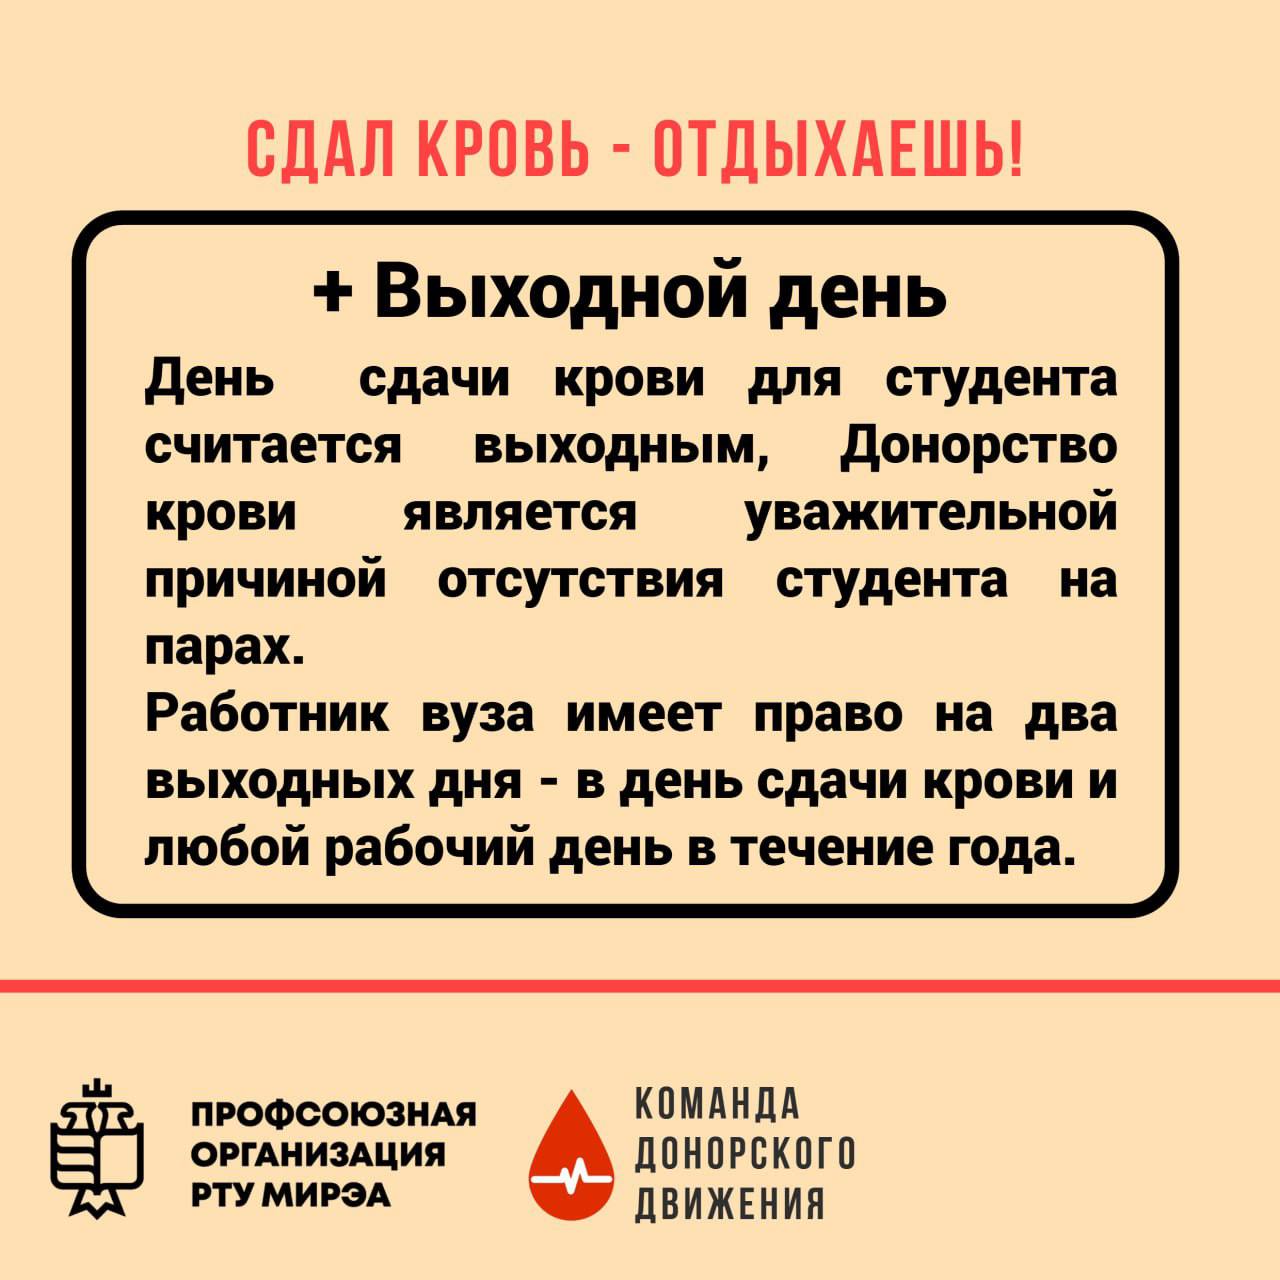 СДАЛ КРОВЬ - ОТДЫХАЕШЬ!
+ Выходной день
День сдачи крови для студента
считается выходным, Донорство
крови является уважительной
причиной отсутствия студента на
парах.
Работник вуза имеет право на два
выходных дня - в день сдачи крови и
любой рабочий день в течение года.
ПРОФСОЮЗНАЯ
ОРГАНИЗАЦИЯ
РТУ МИРЭА
КОМАНДА
ДОНОРСКОГО
ДВИЖЕНИЯ